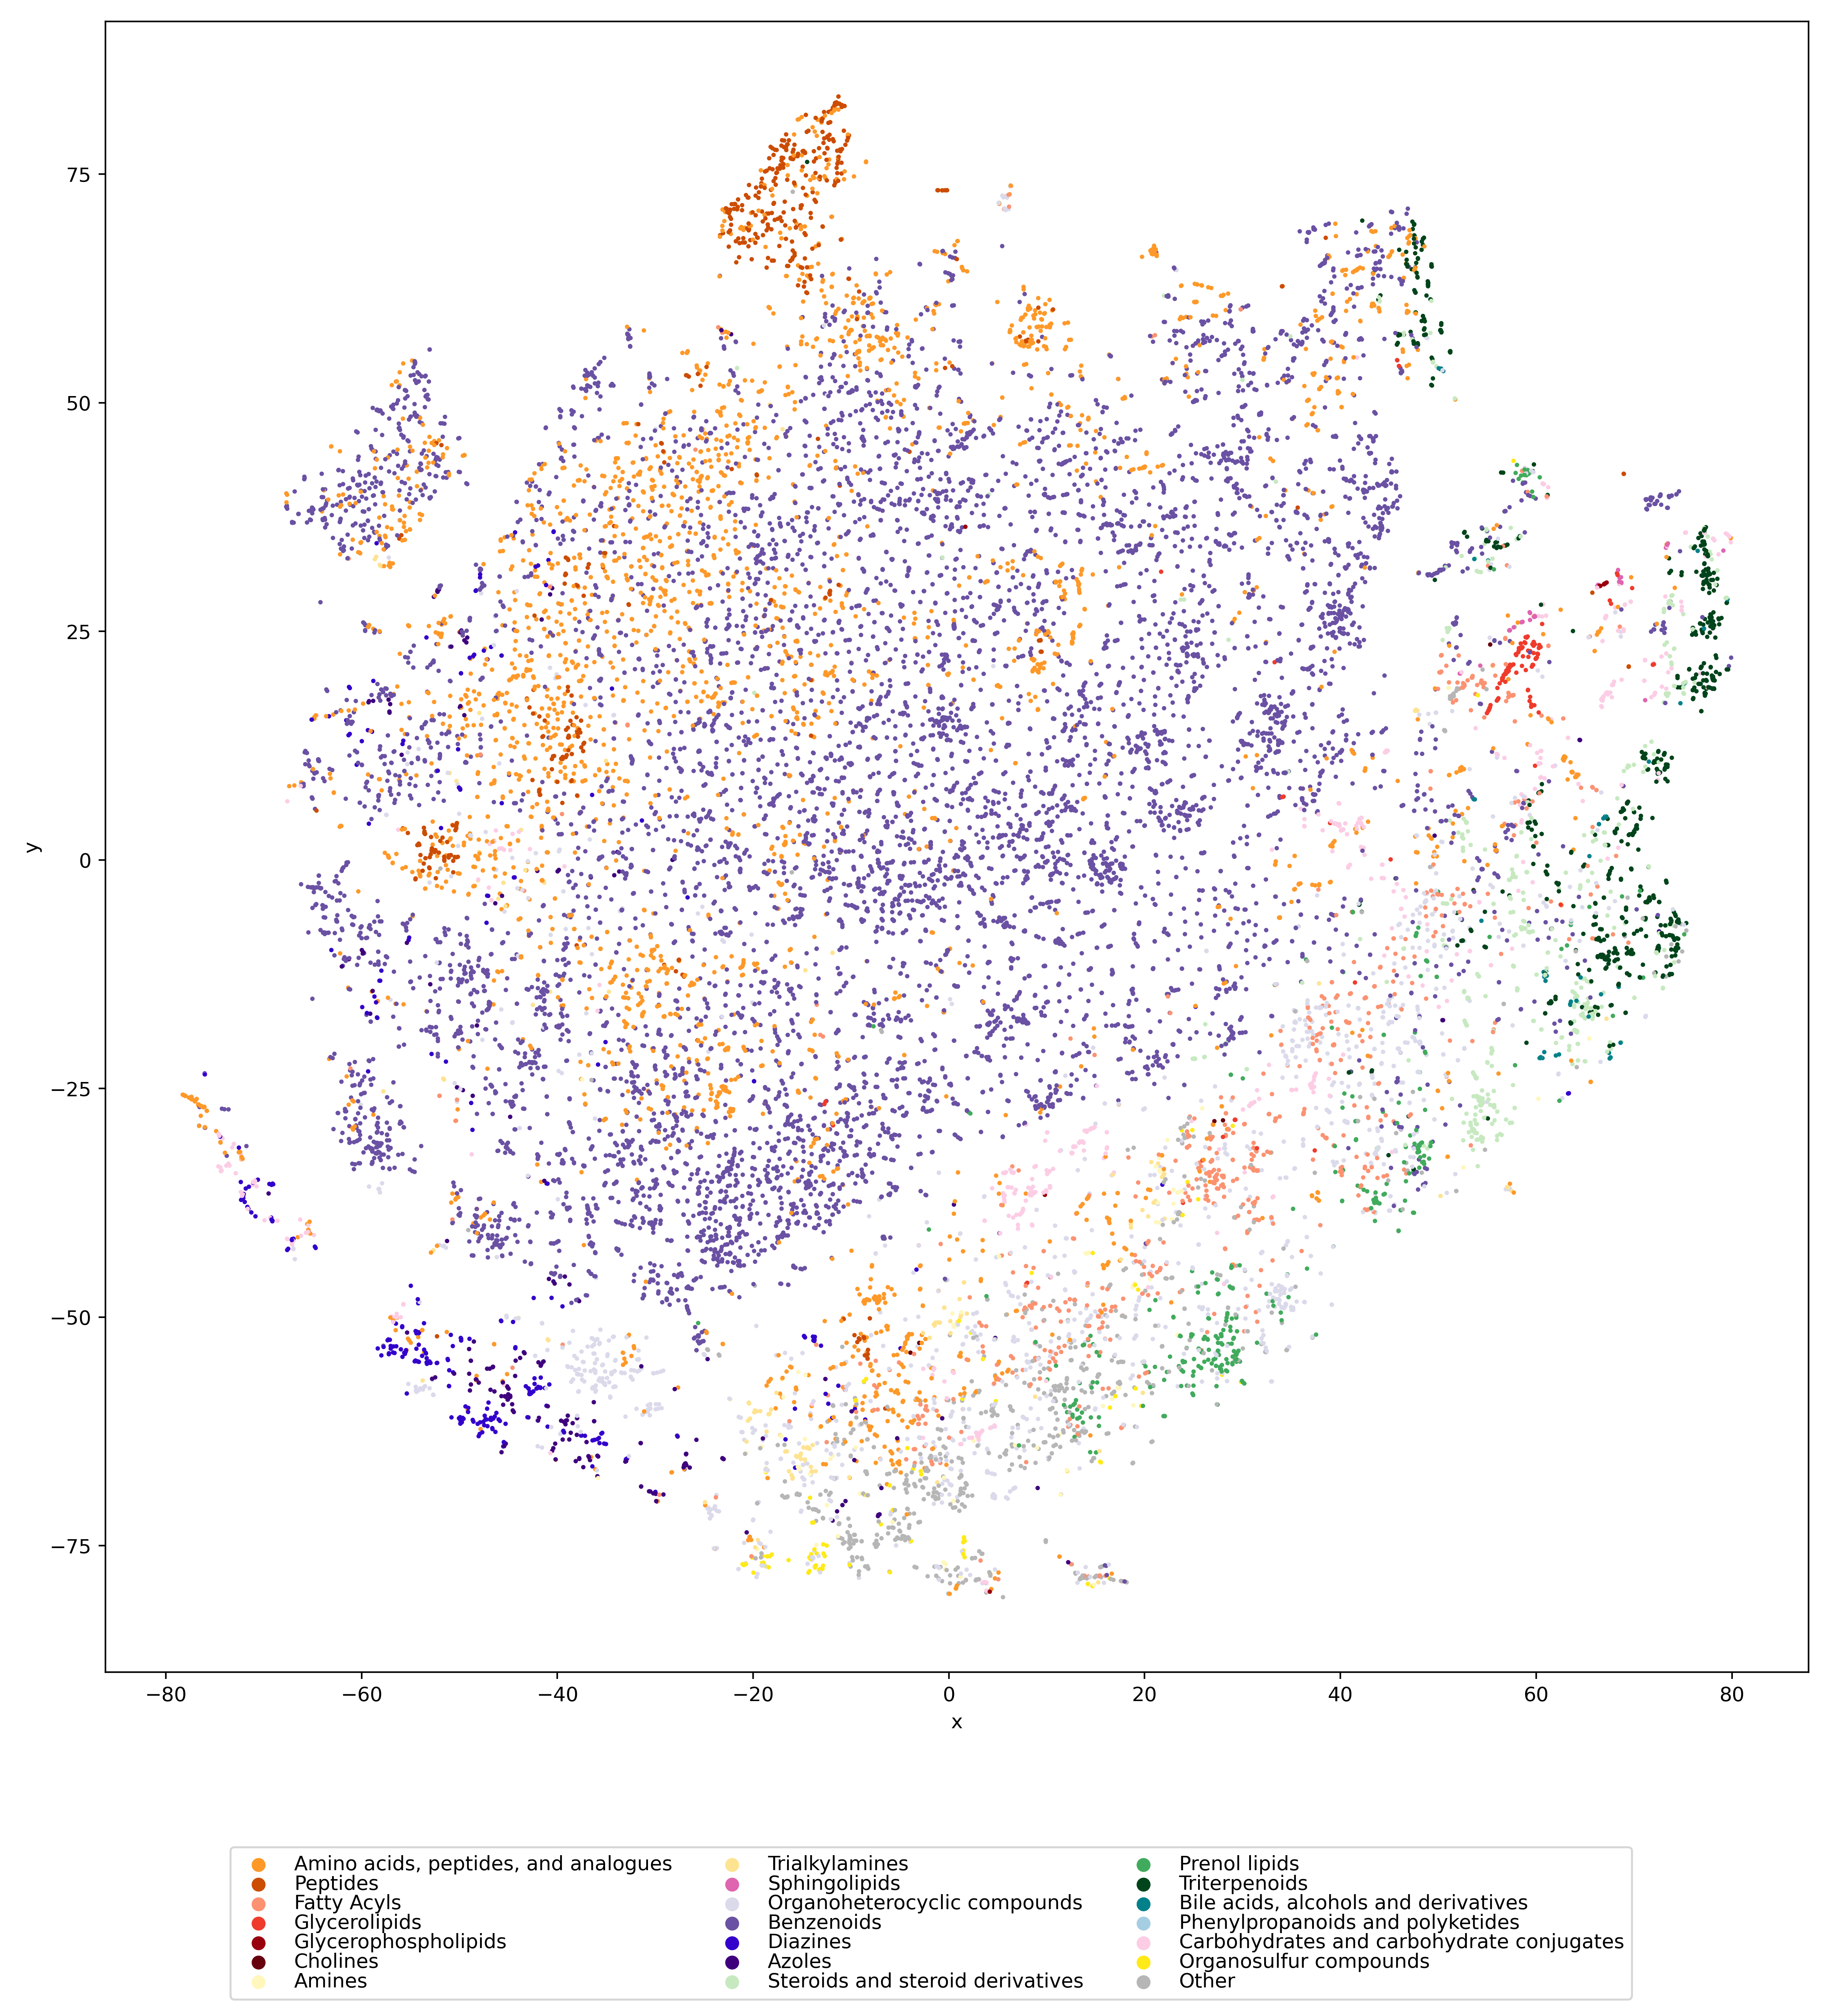 75
50
25
0
−25
−50
−75
y
−80
−60
−40
−20
0
20
40
60
80
x
Amino acids, peptides, and analogues
Peptides
Fatty Acyls
Glycerolipids
Glycerophospholipids
Cholines
Amines
Trialkylamines
Sphingolipids
Organoheterocyclic compounds
Benzenoids
Diazines
Azoles
Steroids and steroid derivatives
Prenol lipids
Triterpenoids
Bile acids, alcohols and derivatives
Phenylpropanoids and polyketides
Carbohydrates and carbohydrate conjugates
Organosulfur compounds
Other